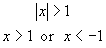 |x| > 1
x > 1 or x < -1